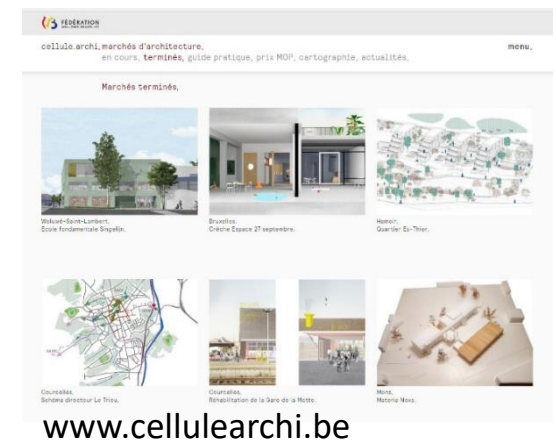 FÉDÉRATION
cellule.archi, marchés d'architecture, menu,
en cours, terminés, guide pratique, prix MOP, cartographie, actualités,
Marchés terminés,
Woluwé-Saint-Lambert,
Ecole fondamentale Singelijn,
Bruxelles,
Crèche Espace 27 septembre,
Hamoir,
Quartier Es-Thier,
Courcelles,
Schéma directeur Le Trieu,
Courcelles,
Réhabilitation de la Gare de la Motte,
Mons,
Materia Nova,
www.cellulearchi.be